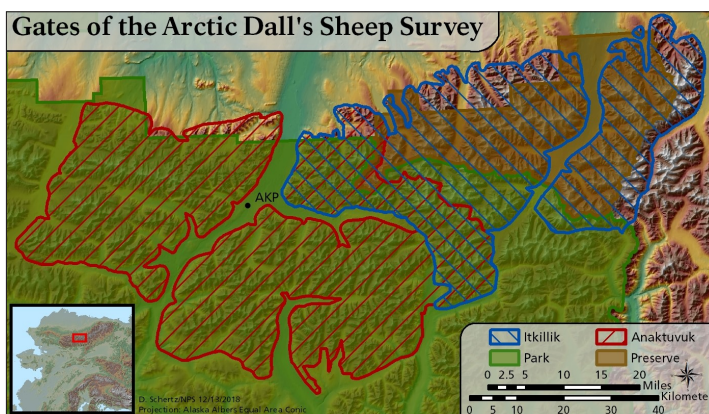 Gates of the Arctic Dall's Sheep Survey
AKP
Itkillik
Anaktuvuk
Park
Preserve
0 2.5 5 10 15 20
Miles
Kilomete
0 5 10 20 30 40
D. Schertz/NPS 12/13/2018
Projection: Alaska Albers Equal Area Conic